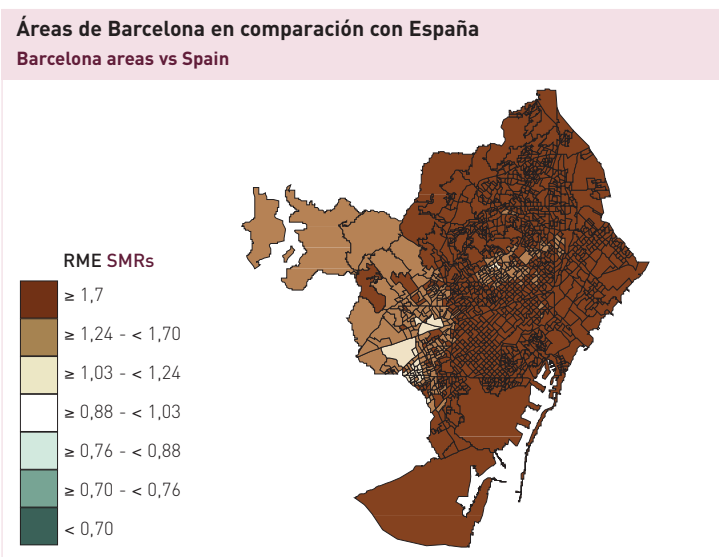 Áreas de Barcelona en comparación con España
Barcelona areas vs Spain
RME SMRs
≥ 1,7
≥ 1,24 - < 1,70
≥ 1,03 - < 1,24
≥ 0,88 - < 1,03
≥ 0,76 - < 0,88
≥ 0,70 - < 0,76
< 0,70